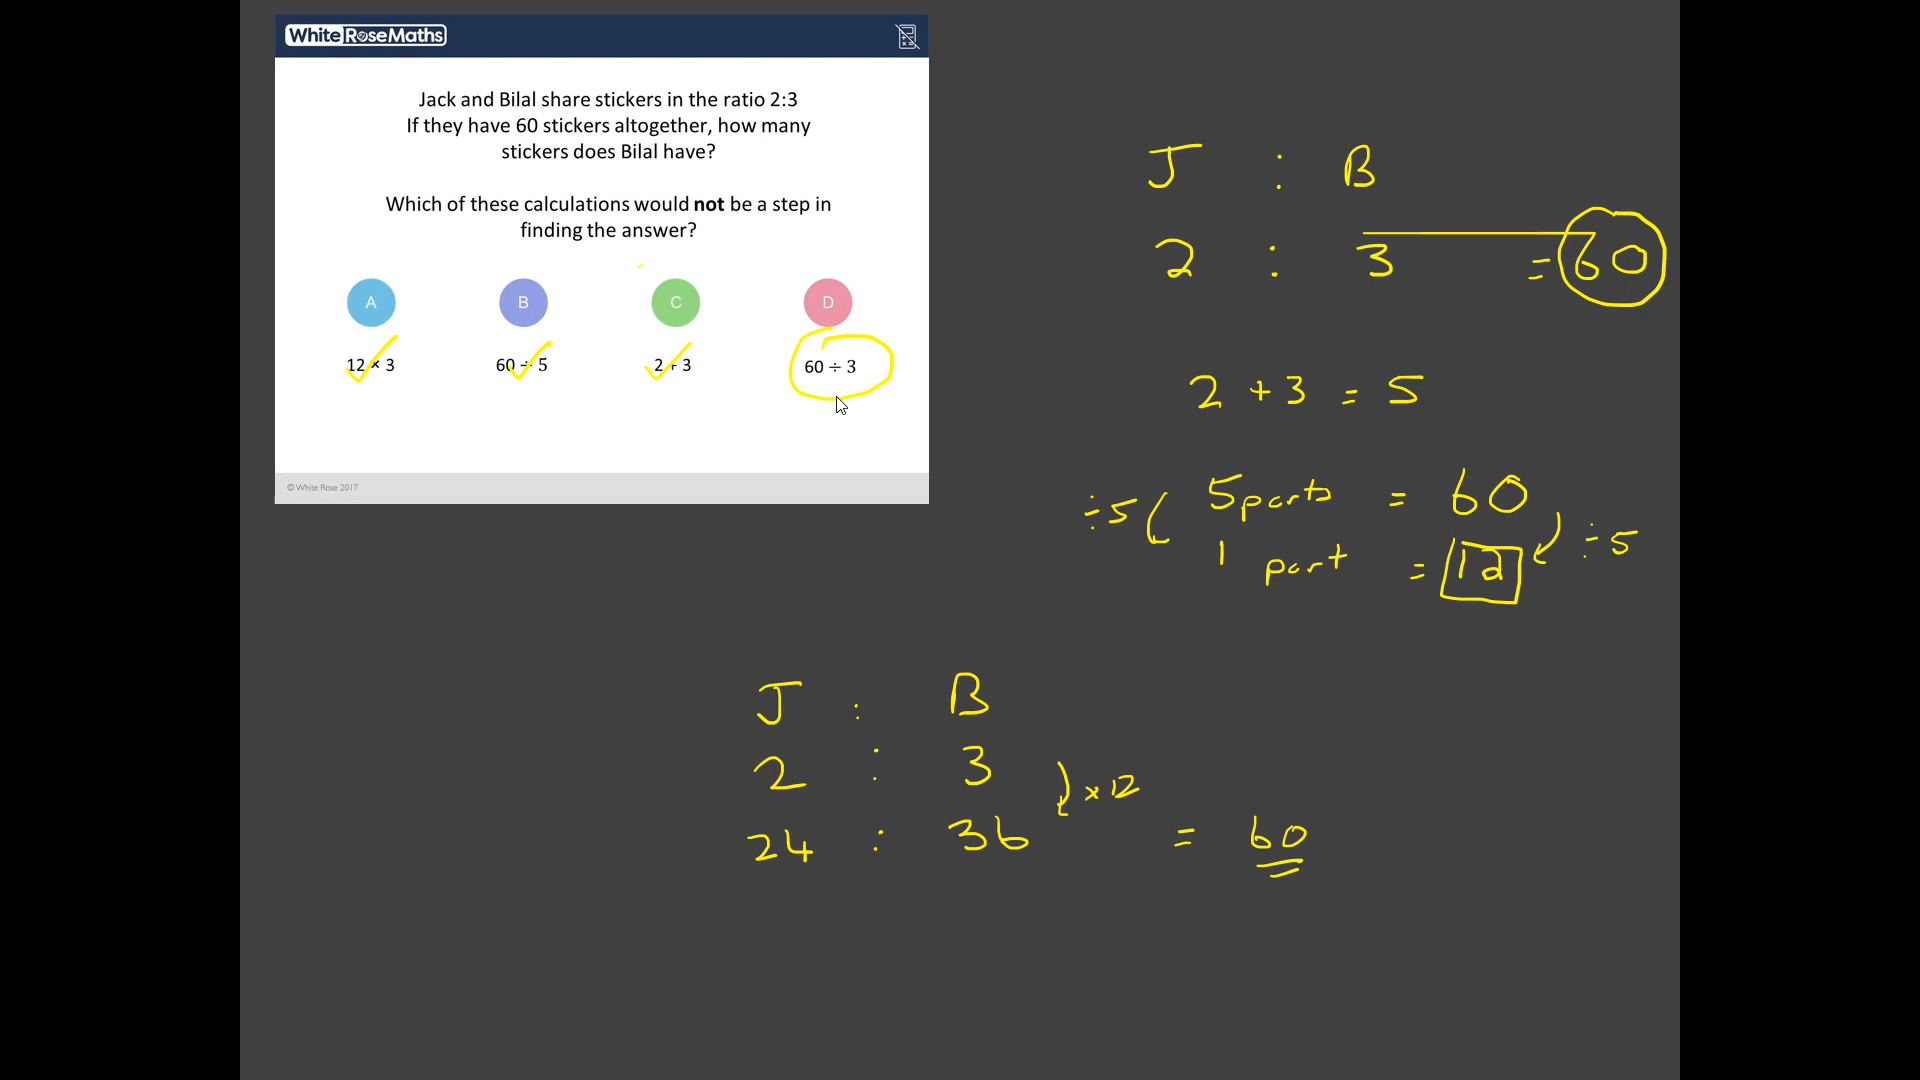 White Rose Maths
Jack and Bilal share stickers in the ratio 2:3
If they have 60 stickers altogether, how many
stickers does Bilal have?
Which of these calculations would not be a step in
finding the answer?
A B C D
12 × 3 60 ÷ 5 2 + 3 60 ÷ 3
© White Rose 2017
J : B
2 : 3 = 60
2 + 3 = 5
÷5 5 parts = 60
1 part = 12 ÷5
J : B
2 : 3
×12
24 : 36 = 60